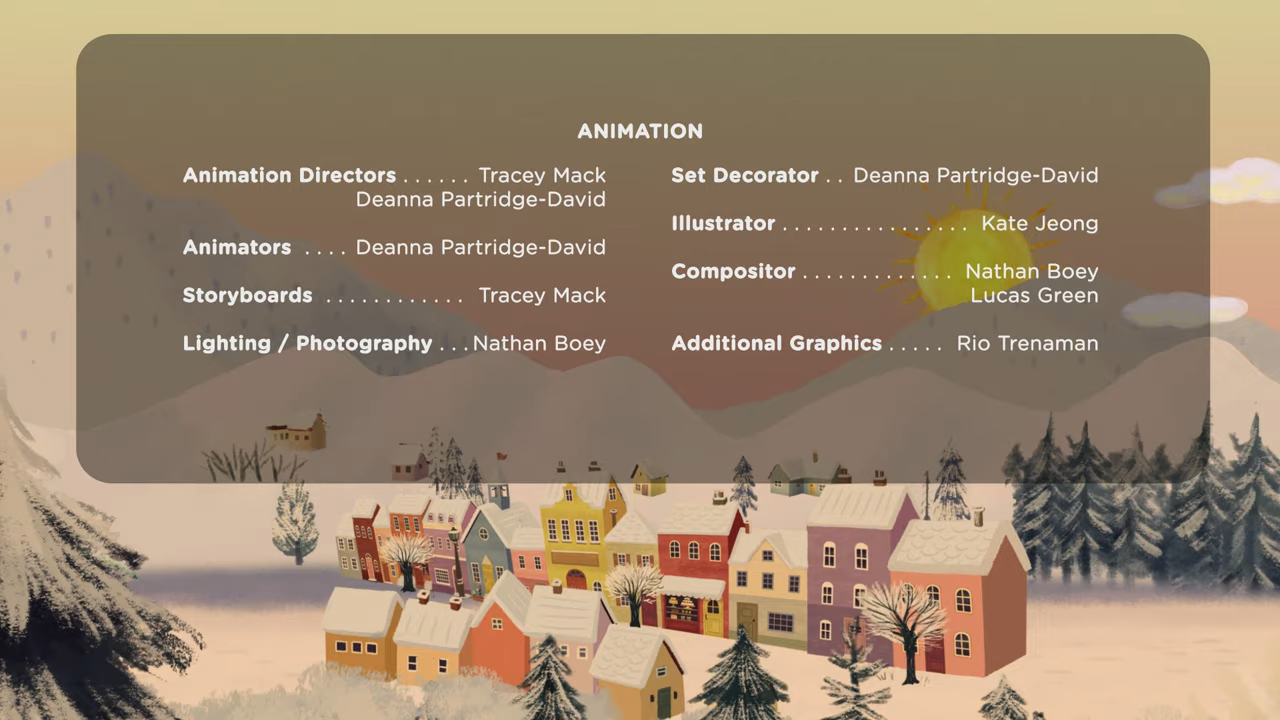 ANIMATION
Animation Directors . . . . . . Tracey Mack
Deanna Partridge-David
Animators . . . . Deanna Partridge-David
Storyboards . . . . . . . . . . . . Tracey Mack
Lighting / Photography . . . Nathan Boey
Set Decorator . . Deanna Partridge-David
Illustrator . . . . . . . . . . . . . . . . Kate Jeong
Compositor . . . . . . . . . . . . . Nathan Boey
Lucas Green
Additional Graphics . . . . . Rio Trenaman